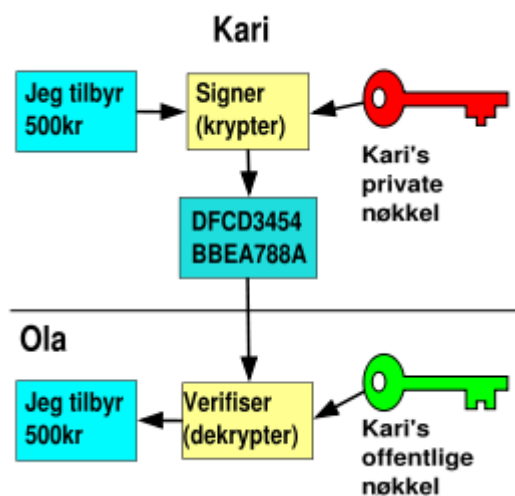 Kari
Jeg tilbyr
500kr
Signer
(krypter)
Kari's
private
nøkkel
DFCD3454
BBEA788A
Ola
Jeg tilbyr
500kr
Verifiser
(dekrypter)
Kari's
offentlige
nøkkel